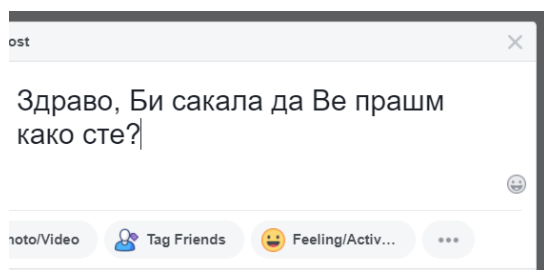 ost
Здраво, Би сакала да Ве прашм
како сте?
hoto/Video Tag Friends Feeling/Activ...